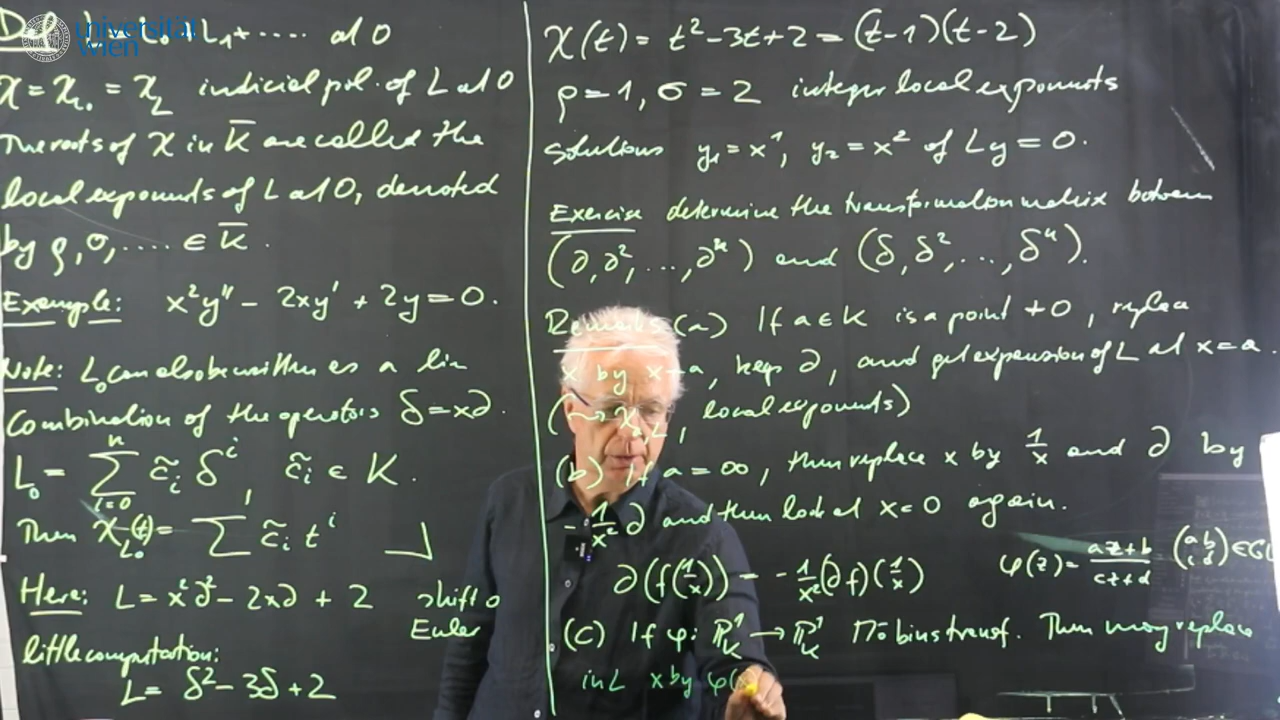 universität
wien
Def L = L₀ + L₁ + .... at 0
χ = χ_L₀ = χ_L indicial pol. of L at 0
The roots of χ in K̄ are called the
local exponents of L at 0, denoted
by ρ, σ, .... ∈ K̄.
Example: x²y'' - 2xy' + 2y = 0.
Note: L₀ can also be written as a lin
combination of the operators δ = x∂.
L₀ = Σ_{i=0}^{n} c̃ᵢ δⁱ, c̃ᵢ ∈ K.
Then χ_L₀(t) = Σ c̃ᵢ tⁱ
Here: L = x²∂² - 2x∂ + 2 shift 0
Euler
little computation:
L = δ² - 3δ + 2
χ(t) = t² - 3t + 2 = (t-1)(t-2)
ρ = 1, σ = 2 integer local exponents
Solutions y₁ = x¹, y₂ = x² of Ly = 0.
Exercise determine the transformation matrix between
(∂, ∂², ..., ∂ⁿ) and (δ, δ², ..., δⁿ).
Remarks (a) If a ∈ K is a point ≠ 0, replace
x by x+a, keep ∂, and get expansion of L at x = a.
(⇝ χ_{a,L}, local exponents)
(b) If a = ∞, then replace x by 1/x and ∂ by
- 1/x² ∂ and then look at x = 0 again.
∂(f(1/x)) = - 1/x² (∂f)(1/x)
φ(z) = az+b / cz+d (a b c d) ∈ GL
(c) If φ: ℙ¹_K → ℙ¹_K Möbius transf. Then may replace
in L x by φ(